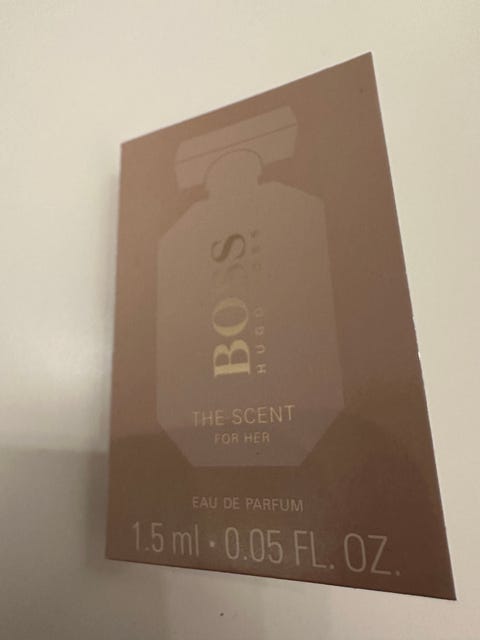 BOSS
HUGO BOSS
THE SCENT
FOR HER
EAU DE PARFUM
1.5 ml • 0.05 FL. OZ.